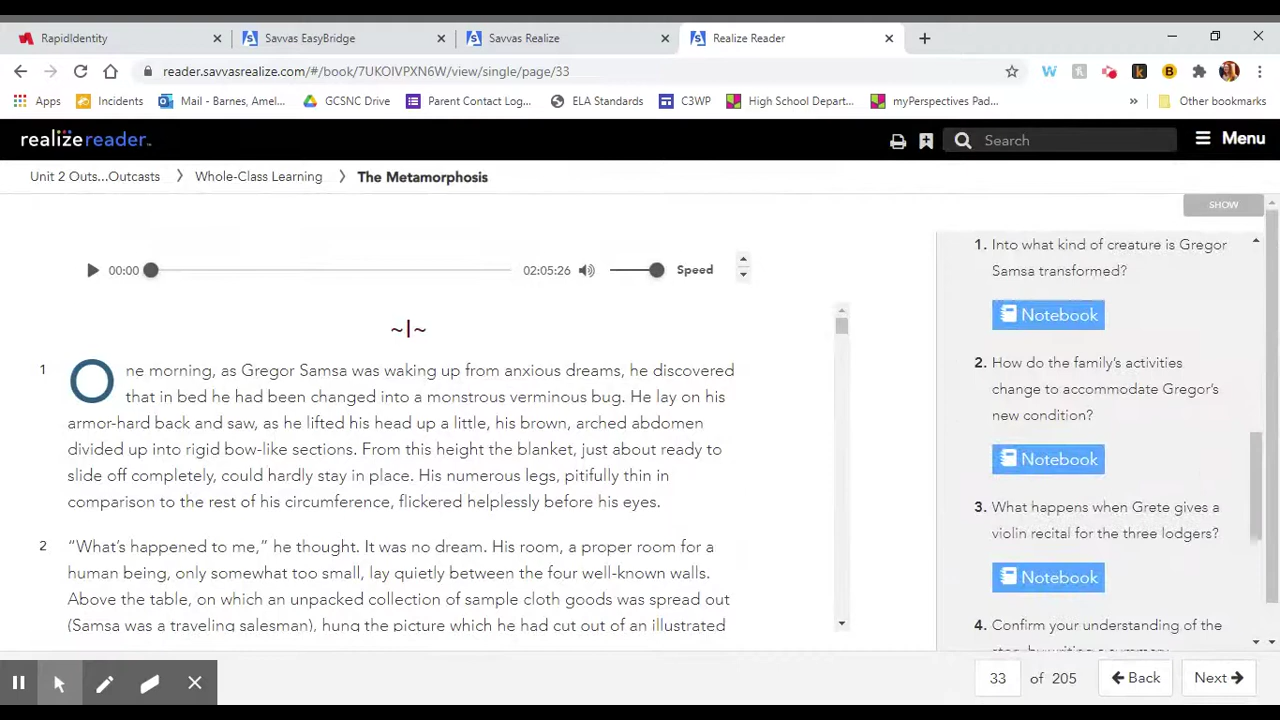 RapidIdentity
Savvas EasyBridge
Savvas Realize
Realize Reader
reader.savvasrealize.com/#/book/7UKOIVPXN6W/view/single/page/33
Apps
Incidents
Mail - Barnes, Amel...
GCSNC Drive
Parent Contact Log...
ELA Standards
C3WP
High School Depart...
myPerspectives Pad...
»
Other bookmarks
realizereader
Search
Menu
Unit 2 Outs...Outcasts > Whole-Class Learning > The Metamorphosis
SHOW
00:00
02:05:26
Speed
~I~
1 One morning, as Gregor Samsa was waking up from anxious dreams, he discovered
that in bed he had been changed into a monstrous verminous bug. He lay on his
armor-hard back and saw, as he lifted his head up a little, his brown, arched abdomen
divided up into rigid bow-like sections. From this height the blanket, just about ready to
slide off completely, could hardly stay in place. His numerous legs, pitifully thin in
comparison to the rest of his circumference, flickered helplessly before his eyes.
2 “What’s happened to me,” he thought. It was no dream. His room, a proper room for a
human being, only somewhat too small, lay quietly between the four well-known walls.
Above the table, on which an unpacked collection of sample cloth goods was spread out
(Samsa was a traveling salesman), hung the picture which he had cut out of an illustrated
1. Into what kind of creature is Gregor
Samsa transformed?
Notebook
2. How do the family’s activities
change to accommodate Gregor’s
new condition?
Notebook
3. What happens when Grete gives a
violin recital for the three lodgers?
Notebook
4. Confirm your understanding of the
33 of 205
Back
Next